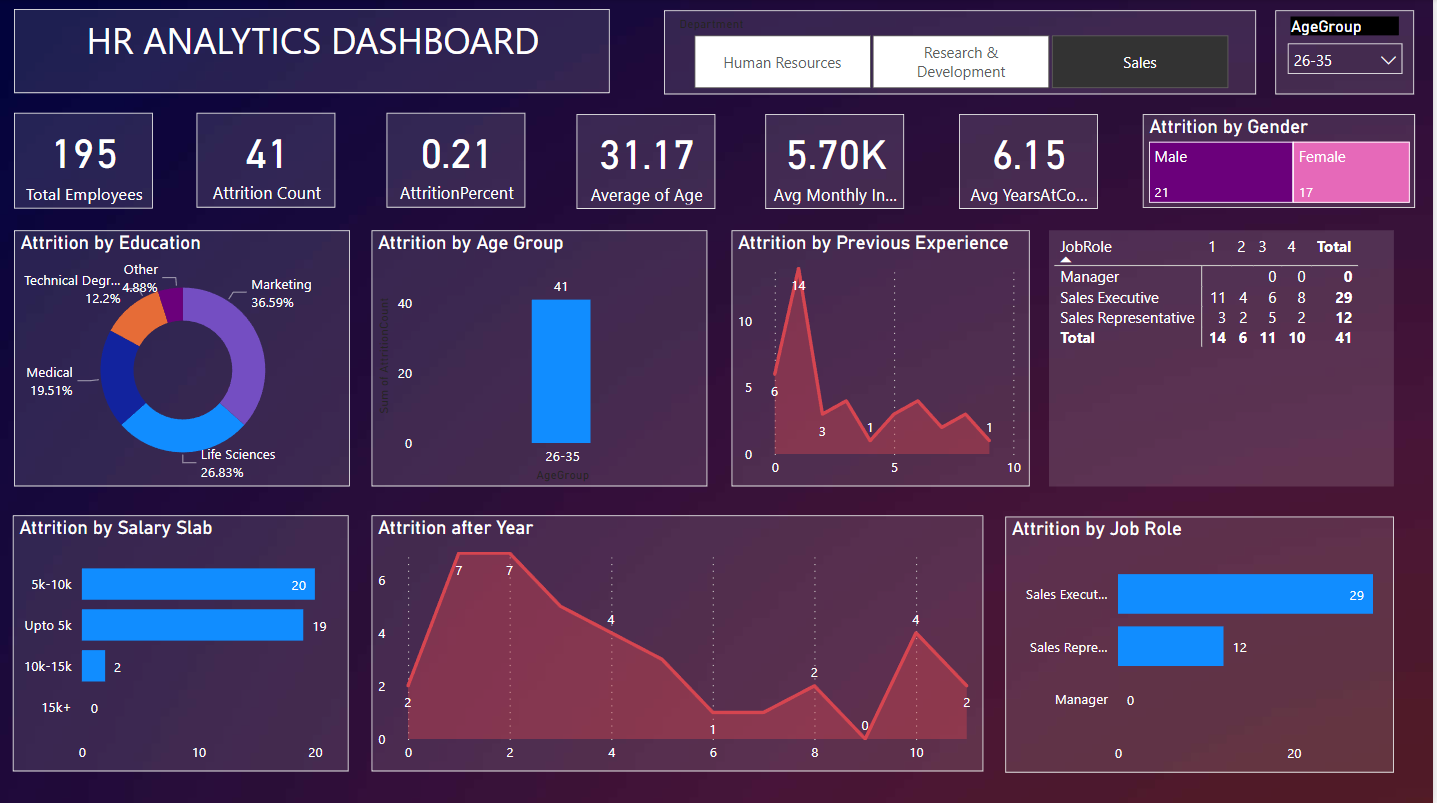 HR ANALYTICS DASHBOARD
Department
Human Resources
Research &
Development
Sales
AgeGroup
26-35
195
Total Employees
41
Attrition Count
0.21
AttritionPercent
31.17
Average of Age
5.70K
Avg Monthly In...
6.15
Avg YearsAtCo...
Attrition by Gender
Male
21
Female
17
Attrition by Education
Other
4.88%
Technical Degr...
12.2%
Marketing
36.59%
Medical
19.51%
Life Sciences
26.83%
Attrition by Age Group
Sum of AttritionCount
40
20
0
41
26-35
AgeGroup
Attrition by Previous Experience
10
5
0
14
6
3
1
1
0 5 10
JobRole 1 2 3 4 Total
Manager 0 0 0
Sales Executive 11 4 6 8 29
Sales Representative 3 2 5 2 12
Total 14 6 11 10 41
Attrition by Salary Slab
5k-10k 20
Upto 5k 19
10k-15k 2
15k+ 0
0 10 20
Attrition after Year
6
4
2
0
2
7
7
4
1
2
0
4
2
0 2 4 6 8 10
Attrition by Job Role
Sales Execut... 29
Sales Repre... 12
Manager 0
0 20